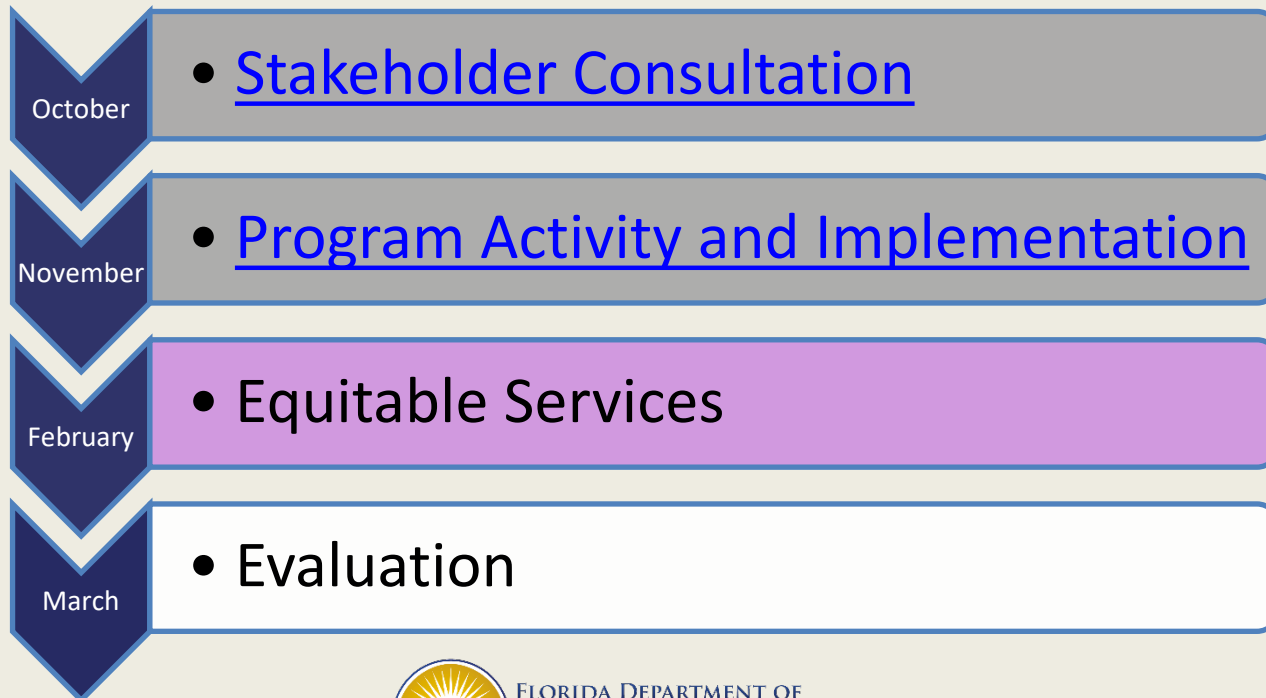 October
• Stakeholder Consultation
November
• Program Activity and Implementation
February
• Equitable Services
March
• Evaluation
FLORIDA DEPARTMENT OF